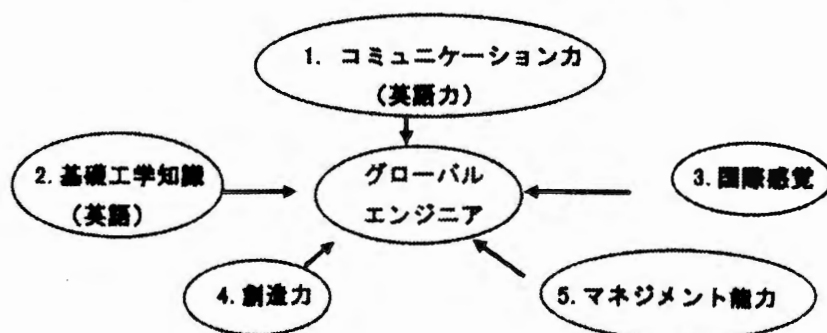 1. コミュニケーション力
(英語力)
2.基礎工学知識
(英語)
グローバル
エンジニア
3.国際感覚
4.創造力
5.マネジメント能力